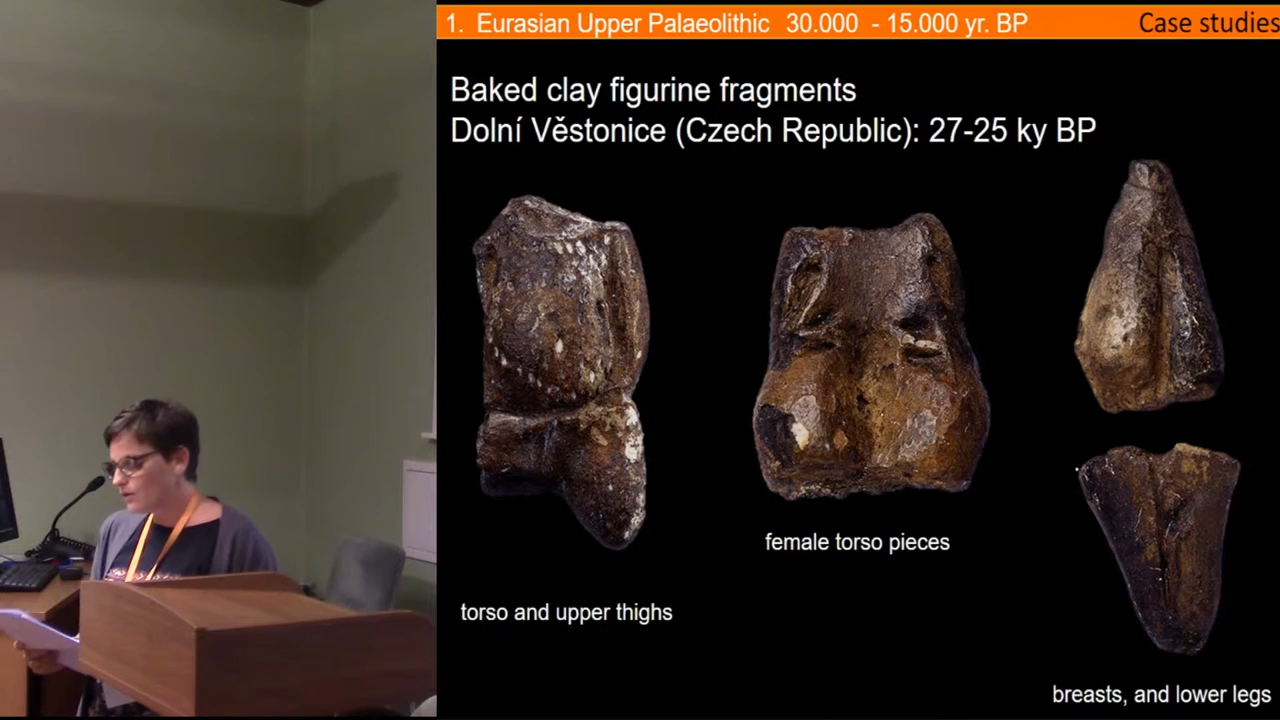 1. Eurasian Upper Palaeolithic 30.000 - 15.000 yr. BP Case studies
Baked clay figurine fragments
Dolní Věstonice (Czech Republic): 27-25 ky BP
female torso pieces
torso and upper thighs
breasts, and lower legs